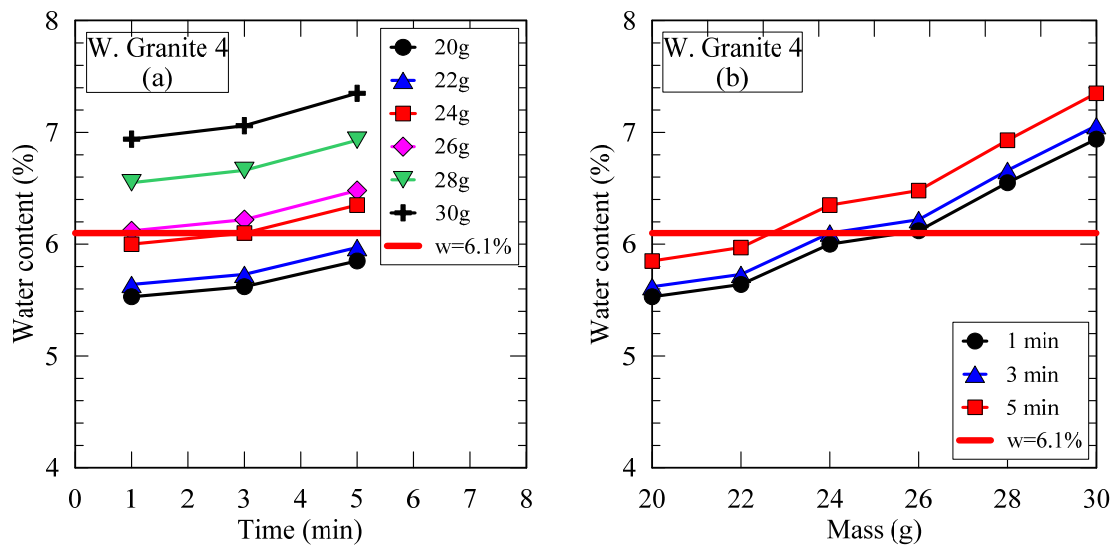 W. Granite 4
(a)
20g
22g
24g
26g
28g
30g
w=6.1%
8
7
6
5
4
Water content (%)
0
1
2
3
4
5
6
7
8
Time (min)
W. Granite 4
(b)
8
7
6
5
4
Water content (%)
1 min
3 min
5 min
w=6.1%
20
22
24
26
28
30
Mass (g)